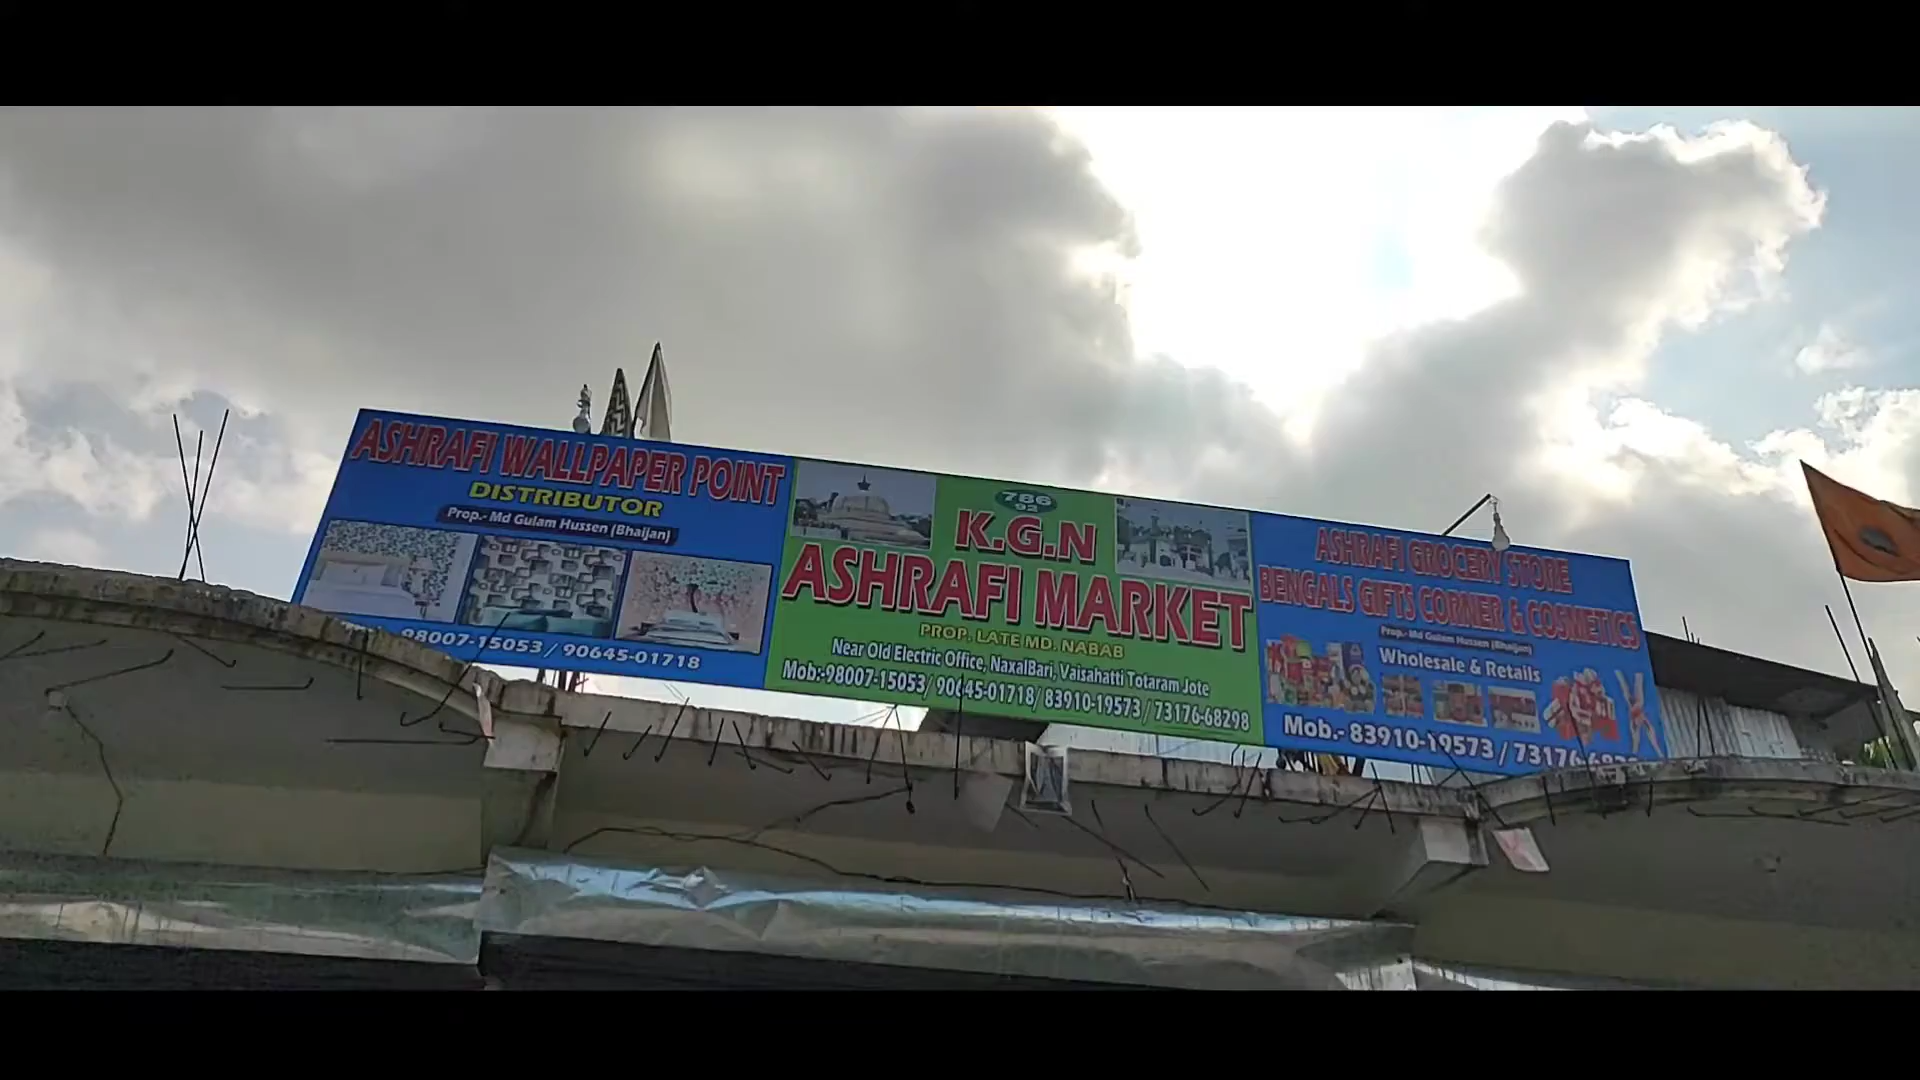 ASHRAFI WALLPAPER POINT
DISTRIBUTOR
Prop.- Md Gulam Hussen (Bhaijan)
98007-15053 / 90645-01718
786
92
K.G.N
ASHRAFI MARKET
PROP. LATE MD. NABAB
Near Old Electric Office, NaxalBari, Vaisahatti Totaram Jote
Mob:-98007-15053/ 90645-01718/ 83910-19573 / 73176-68298
ASHRAFI GROCERY STORE
BENGALS GIFTS CORNER & COSMETICS
Prop:- Md Gulam Hussen (Bhaijan)
Wholesale & Retails
Mob.- 83910-19573 / 73176-